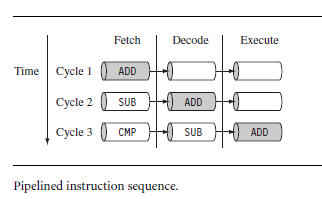 Fetch Decode Execute
Time Cycle 1 ADD
Cycle 2 SUB ADD
Cycle 3 CMP SUB ADD
Pipelined instruction sequence.